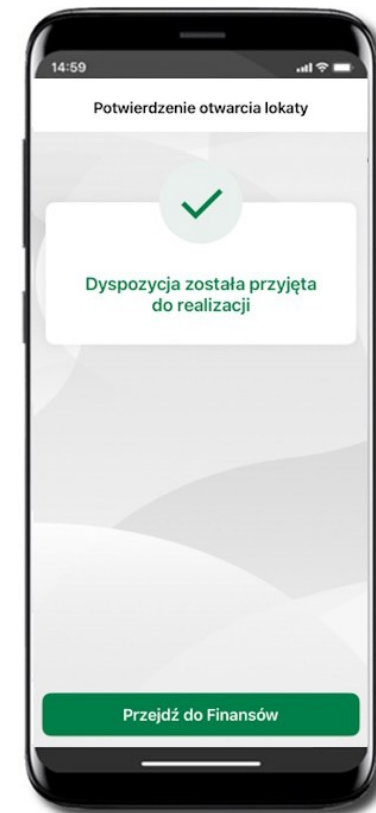 14:59
Potwierdzenie otwarcia lokaty
Dyspozycja została przyjęta
do realizacji
Przejdź do Finansów